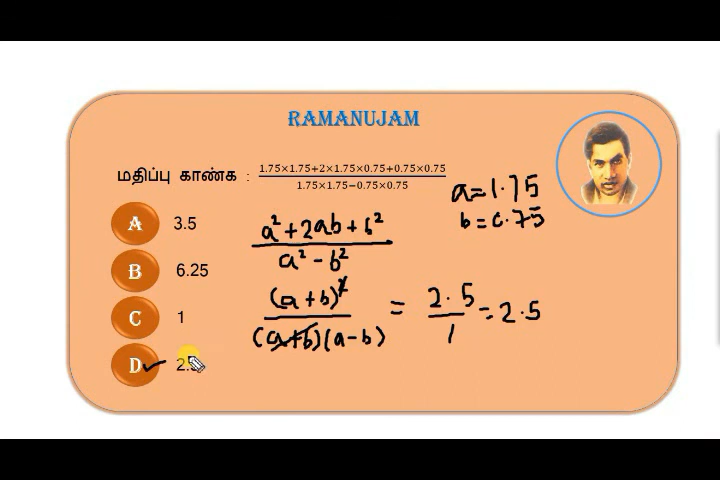 RAMANUJAM
மதிப்பு காண்க : (1.75×1.75+2×1.75×0.75+0.75×0.75)/(1.75×1.75−0.75×0.75)
a=1.75
b=0.75
A 3.5
B 6.25
C 1
D
a²+2ab+b²
a²-b²
(a+b)²
(a+b)(a-b)
= 2.5/1 = 2.5